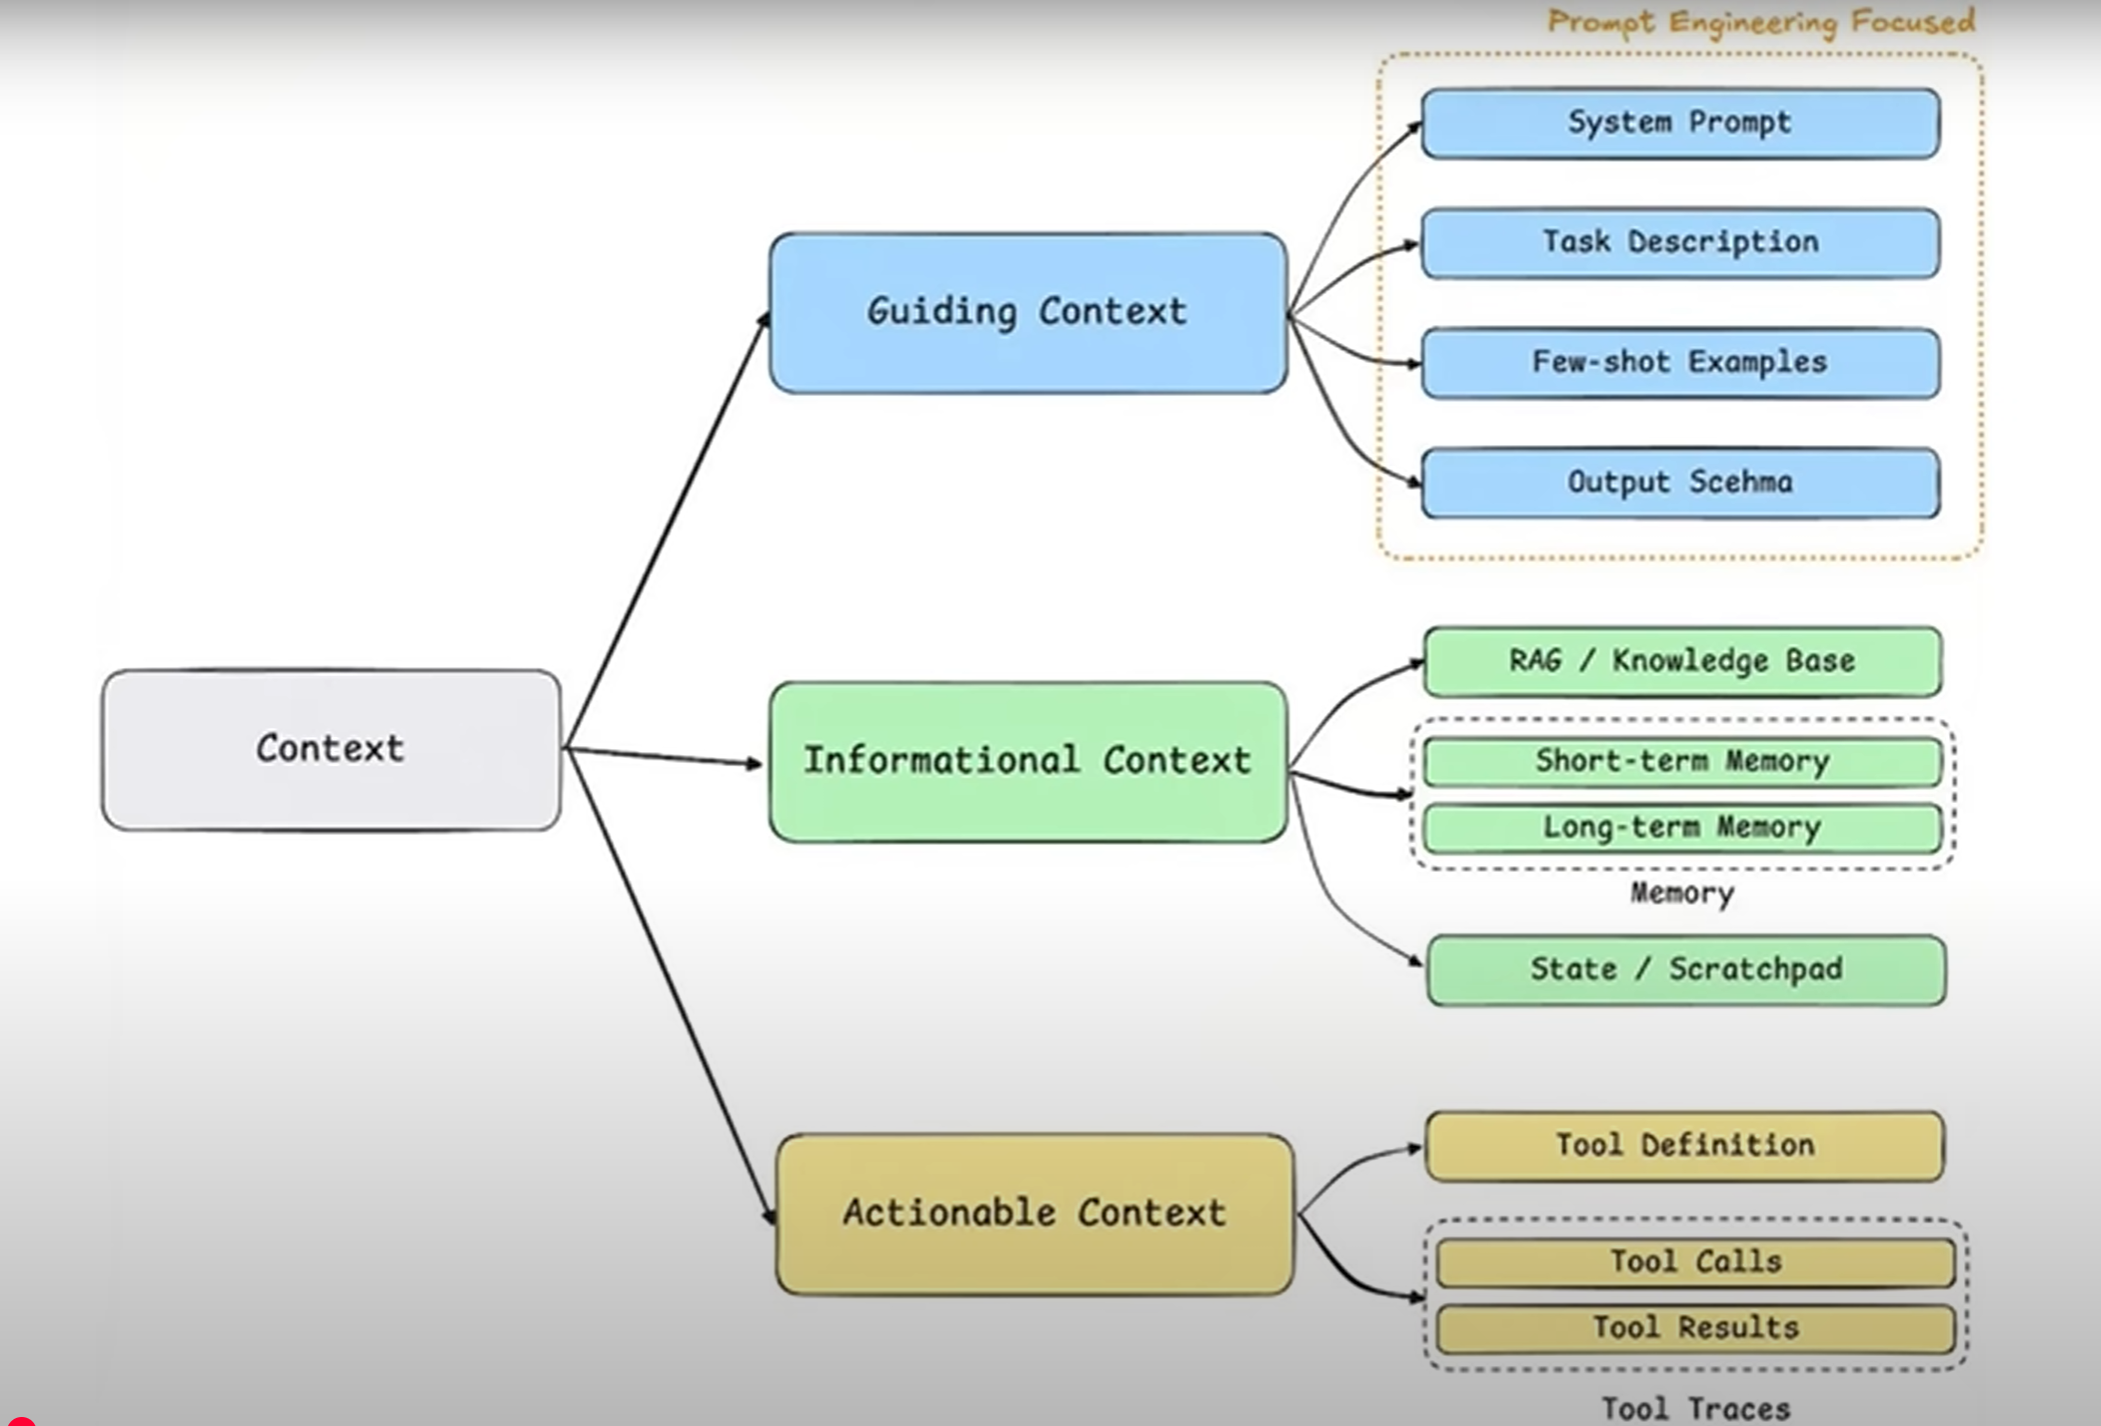 Prompt Engineering Focused
System Prompt
Task Description
Guiding Context
Few-shot Examples
Output Scehma
RAG / Knowledge Base
Context
Informational Context
Short-term Memory
Long-term Memory
Memory
State / Scratchpad
Tool Definition
Actionable Context
Tool Calls
Tool Results
Tool Traces